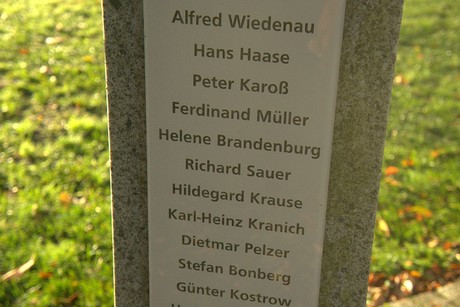 Alfred Wiedenau
Hans Haase
Peter Karoß
Ferdinand Müller
Helene Brandenburg
Richard Sauer
Hildegard Krause
Karl-Heinz Kranich
Dietmar Pelzer
Stefan Bonberg
Günter Kostrow